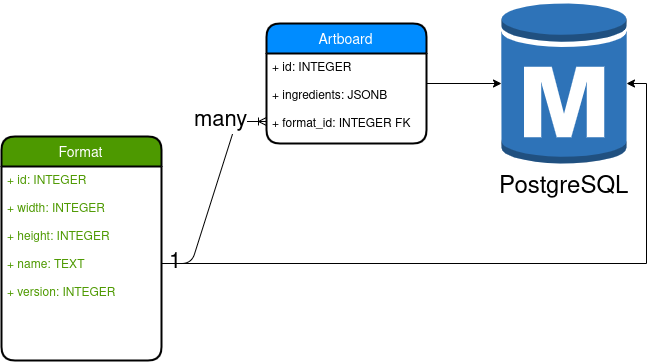 Artboard
+ id: INTEGER
+ ingredients: JSONB
+ format_id: INTEGER FK
many
M
PostgreSQL
Format
+ id: INTEGER
+ width: INTEGER
+ height: INTEGER
+ name: TEXT
+ version: INTEGER
1